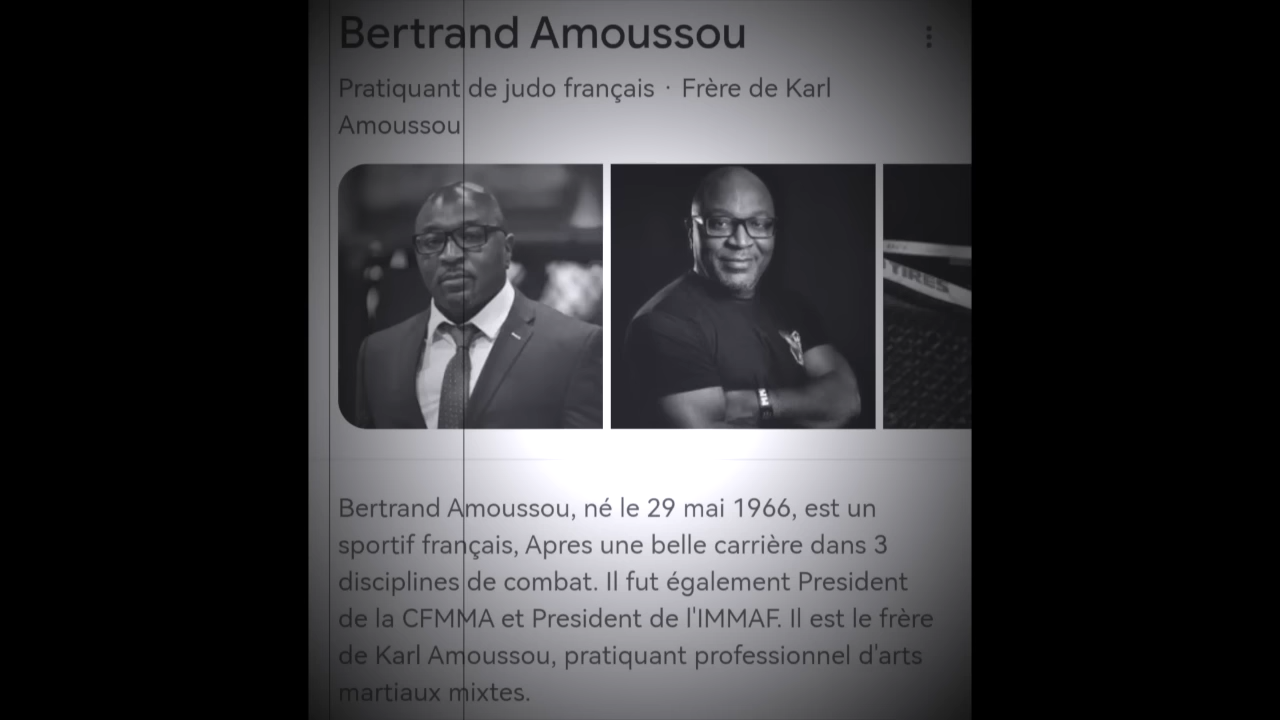 Bertrand Amoussou
Pratiquant de judo français · Frère de Karl
Amoussou
TIRES
Bertrand Amoussou, né le 29 mai 1966, est un
sportif français, Apres une belle carrière dans 3
disciplines de combat. Il fut également President
de la CFMMA et President de l'IMMAF. Il est le frère
de Karl Amoussou, pratiquant professionnel d'arts
martiaux mixtes.